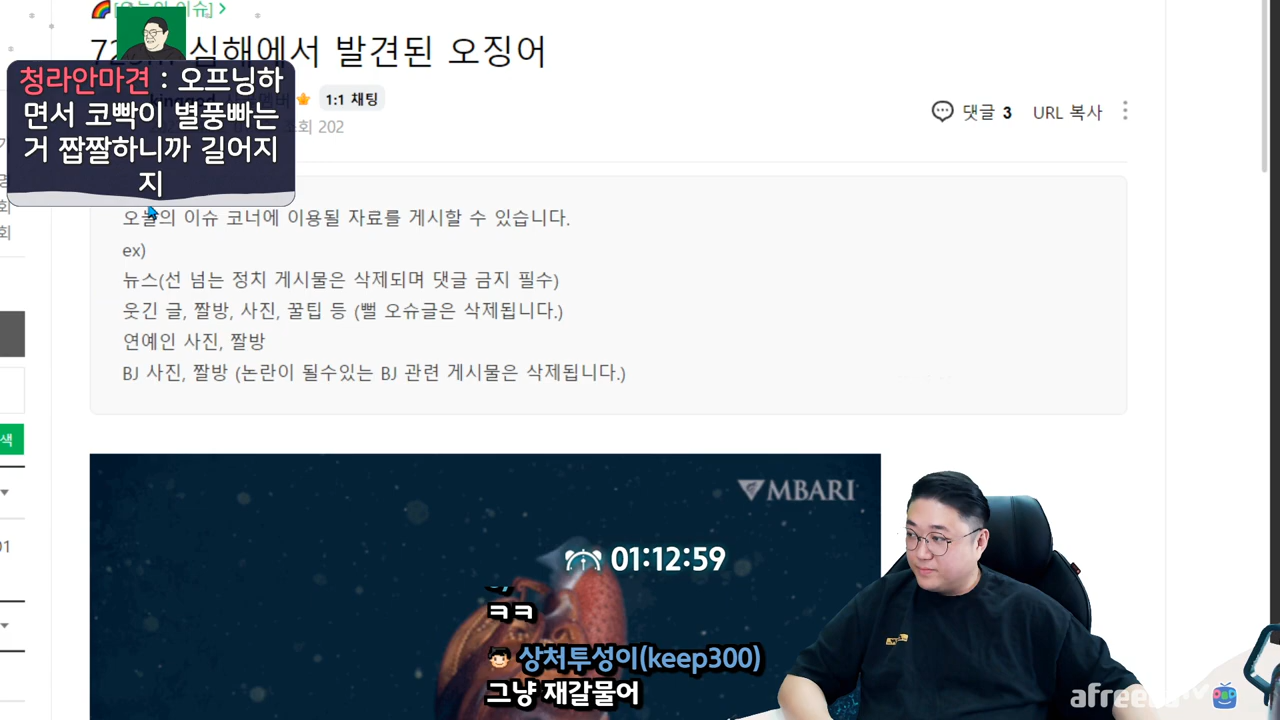 [오늘의 이슈] >
심해에서 발견된 오징어
청라안마견 : 오프닝하
면서 코빡이 별풍빠는
거 짭짤하니까 길어지
지
1:1 채팅
조회 202
댓글 3 URL 복사
오늘의 이슈 코너에 이용될 자료를 게시할 수 있습니다.
ex)
뉴스(선 넘는 정치 게시물은 삭제되며 댓글 금지 필수)
웃긴 글, 짤방, 사진, 꿀팁 등 (뻘 오슈글은 삭제됩니다.)
연예인 사진, 짤방
BJ 사진, 짤방 (논란이 될수있는 BJ 관련 게시물은 삭제됩니다.)
색
01
MBARI
01:12:59
ㅋㅋ
상처투성이(keep300)
그냥 재갈물어
afreecaTV